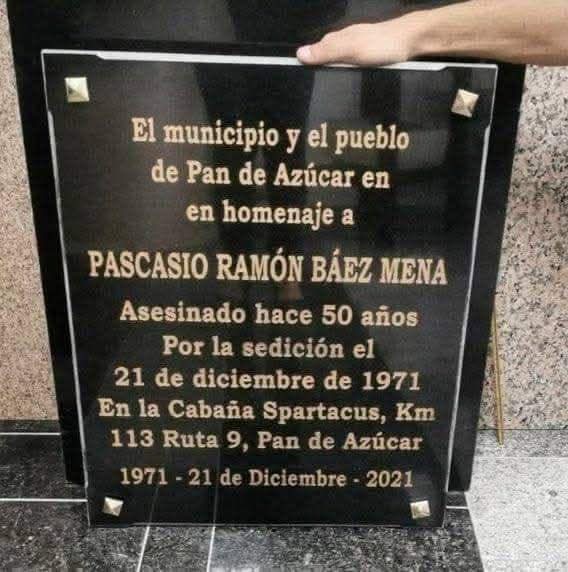 El municipio y el pueblo
de Pan de Azúcar en
en homenaje a
PASCASIO RAMÓN BÁEZ MENA
Asesinado hace 50 años
Por la sedición el
21 de diciembre de 1971
En la Cabaña Spartacus, Km
113 Ruta 9, Pan de Azúcar
1971 - 21 de Diciembre - 2021